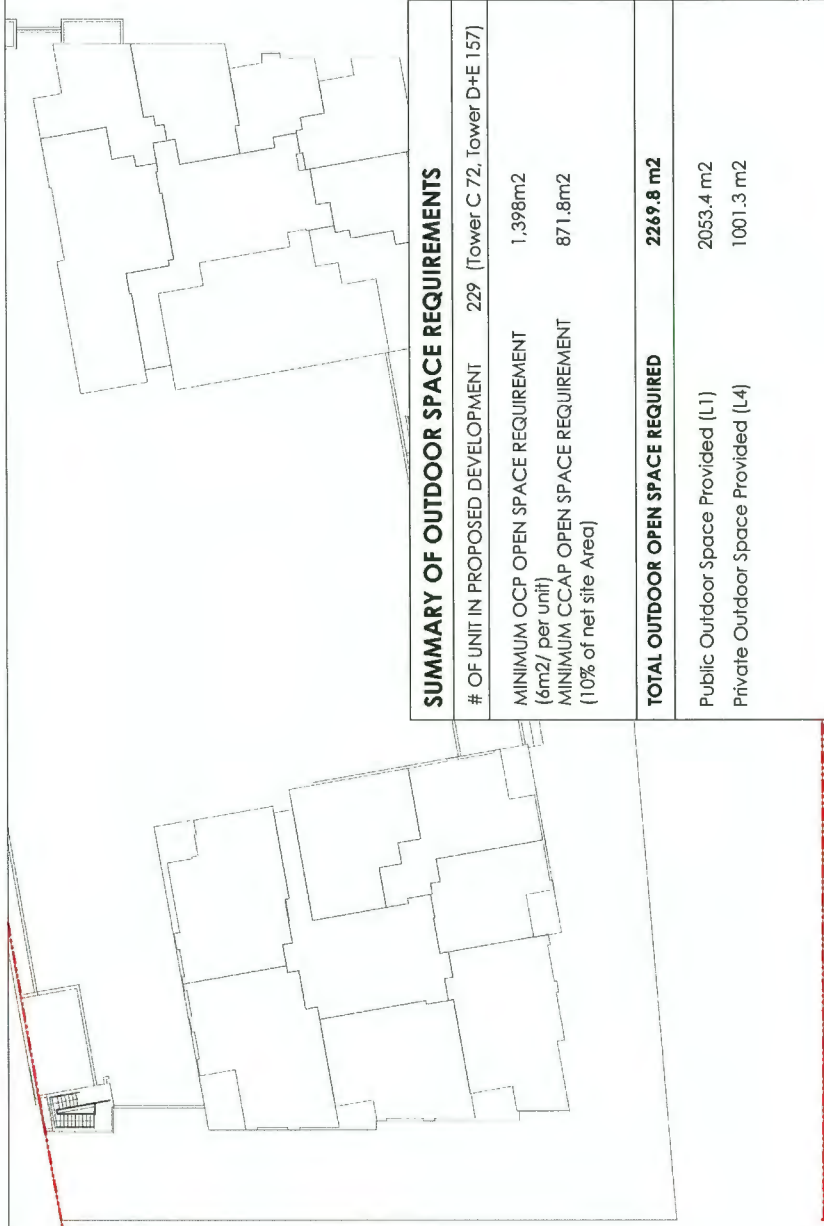 SUMMARY OF OUTDOOR SPACE REQUIREMENTS
# OF UNIT IN PROPOSED DEVELOPMENT 229 (Tower C 72, Tower D+E 157)
MINIMUM OCP OPEN SPACE REQUIREMENT 1,398m2
(6m2/ per unit)
MINIMUM CCAP OPEN SPACE REQUIREMENT 871.8m2
(10% of net site Area)
TOTAL OUTDOOR OPEN SPACE REQUIRED 2269.8 m2
Public Outdoor Space Provided (L1) 2053.4 m2
Private Outdoor Space Provided (L4) 1001.3 m2